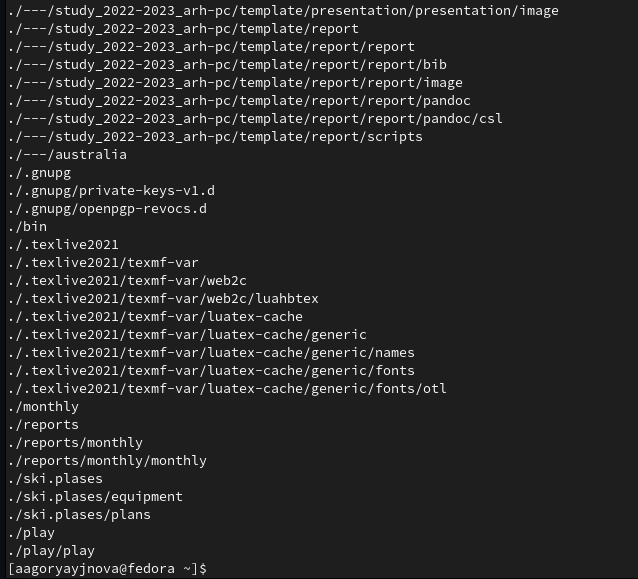 ./---/study_2022-2023_arh-pc/template/presentation/presentation/image
./---/study_2022-2023_arh-pc/template/report
./---/study_2022-2023_arh-pc/template/report/report
./---/study_2022-2023_arh-pc/template/report/report/bib
./---/study_2022-2023_arh-pc/template/report/report/image
./---/study_2022-2023_arh-pc/template/report/report/pandoc
./---/study_2022-2023_arh-pc/template/report/report/pandoc/csl
./---/study_2022-2023_arh-pc/template/report/scripts
./---/australia
./.gnupg
./.gnupg/private-keys-v1.d
./.gnupg/openpgp-revocs.d
./bin
./.texlive2021
./.texlive2021/texmf-var
./.texlive2021/texmf-var/web2c
./.texlive2021/texmf-var/web2c/luahbtex
./.texlive2021/texmf-var/luatex-cache
./.texlive2021/texmf-var/luatex-cache/generic
./.texlive2021/texmf-var/luatex-cache/generic/names
./.texlive2021/texmf-var/luatex-cache/generic/fonts
./.texlive2021/texmf-var/luatex-cache/generic/fonts/otl
./monthly
./reports
./reports/monthly
./reports/monthly/monthly
./ski.plases
./ski.plases/equipment
./ski.plases/plans
./play
./play/play
[aagoryayjnova@fedora ~]$